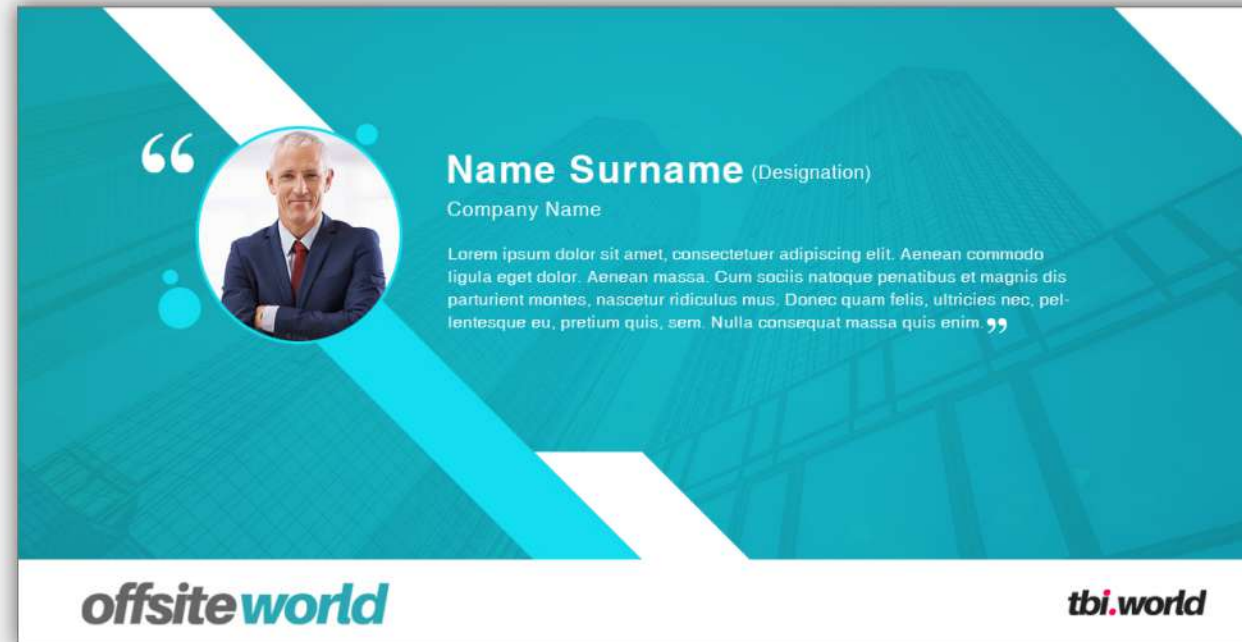 “
Name Surname (Designation)
Company Name
Lorem ipsum dolor sit amet, consectetuer adipiscing elit. Aenean commodo
ligula eget dolor. Aenean massa. Cum sociis natoque penatibus et magnis dis
parturient montes, nascetur ridiculus mus. Donec quam felis, ultricies nec, pel-
lentesque eu, pretium quis, sem. Nulla consequat massa quis enim.”
offsiteworld
tbi.world